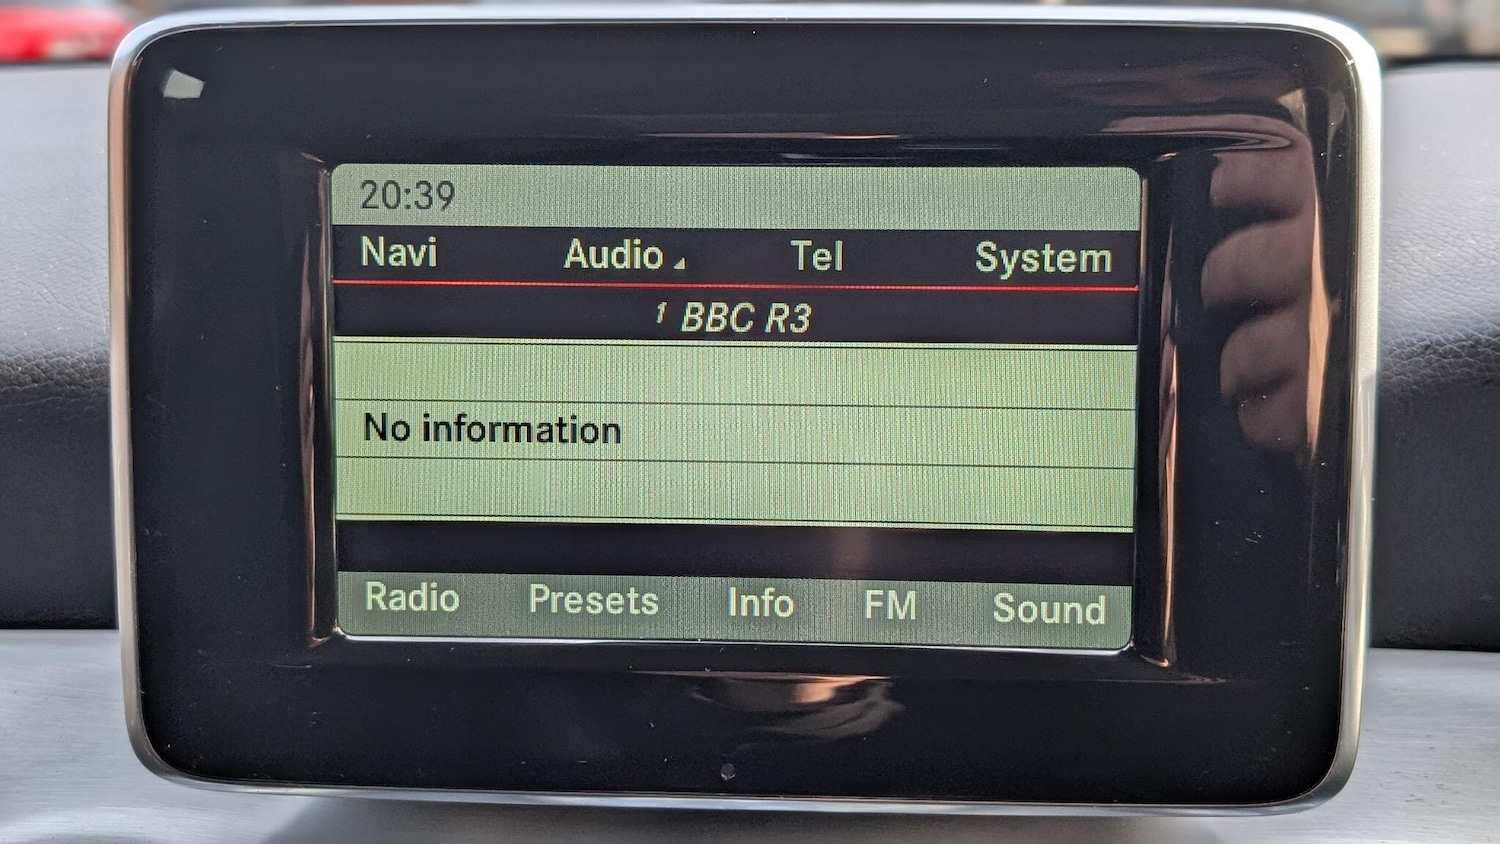 20:39
Navi Audio Tel System
1 BBC R3
No information
Radio Presets Info FM Sound